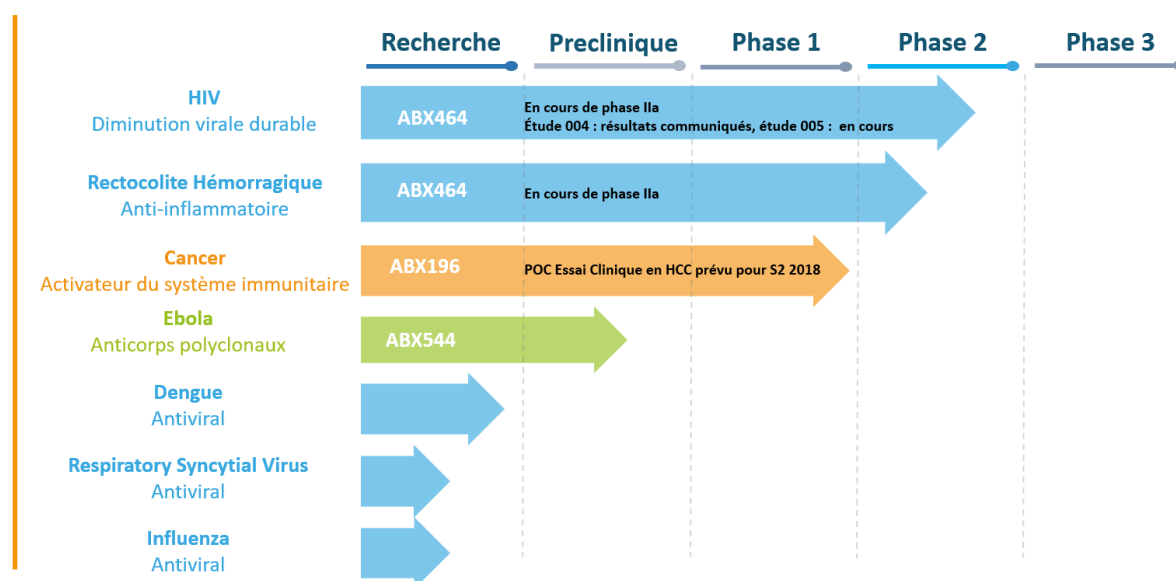 Recherche Preclinique Phase 1 Phase 2 Phase 3
HIV
Diminution virale durable
ABX464
En cours de phase IIa
Étude 004 : résultats communiqués, étude 005 :  en cours
Rectocolite Hémorragique
Anti-inflammatoire
ABX464
En cours de phase IIa
Cancer
Activateur du système immunitaire
ABX196
POC Essai Clinique en HCC prévu pour S2 2018
Ebola
Anticorps polyclonaux
ABX544
Dengue
Antiviral
Respiratory Syncytial Virus
Antiviral
Influenza
Antiviral